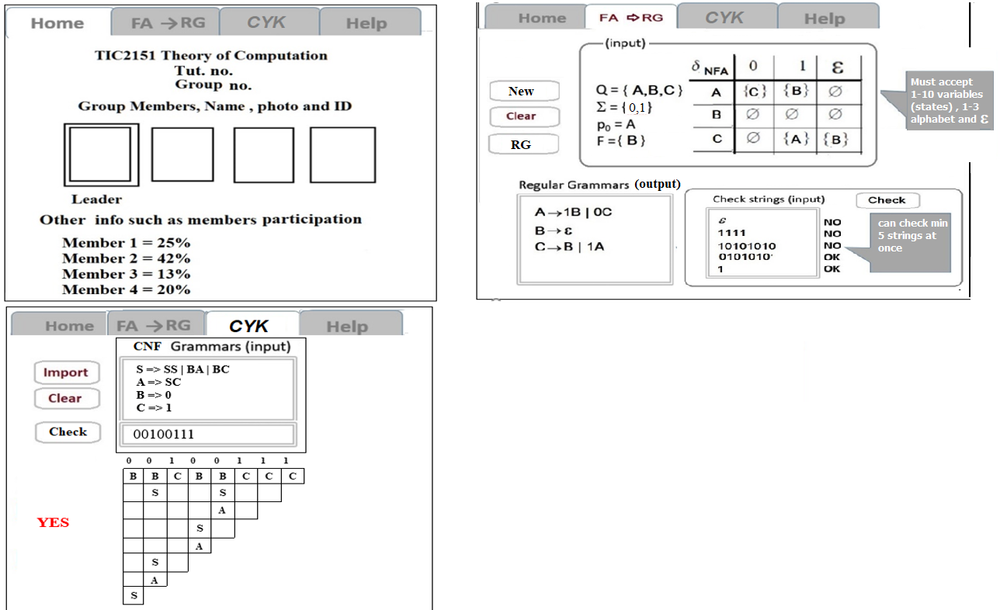 Home FA →RG CYK Help
TIC2151 Theory of Computation
Tut. no.
Group no.
Group Members, Name , photo and ID
Leader
Other info such as members participation
Member 1 = 25%
Member 2 = 42%
Member 3 = 13%
Member 4 = 20%
Home FA ⇨RG CYK Help
(input)
New
Clear
RG
Q = { A,B,C }
Σ = {0,1}
p₀ = A
F = { B }
δ NFA 0 1 ε
A {C} {B} ∅
B ∅ ∅ ∅
C ∅ {A} {B}
Must accept
1-10 variables
(states) , 1-3
alphabet and ε
Regular Grammars (output)
A→1B | 0C
B→ε
C→B | 1A
Check strings (input) Check
ε NO
1111 NO
10101010 NO
0101010' OK
1 OK
can check min
5 strings at
once
Home FA →RG CYK Help
CNF Grammars (input)
Import
Clear
Check
S => SS | BA | BC
A => SC
B => 0
C => 1
00100111
0 0 1 0 0 1 1 1
B B C B B C C C
S S
A
S
A
S
A
S
YES